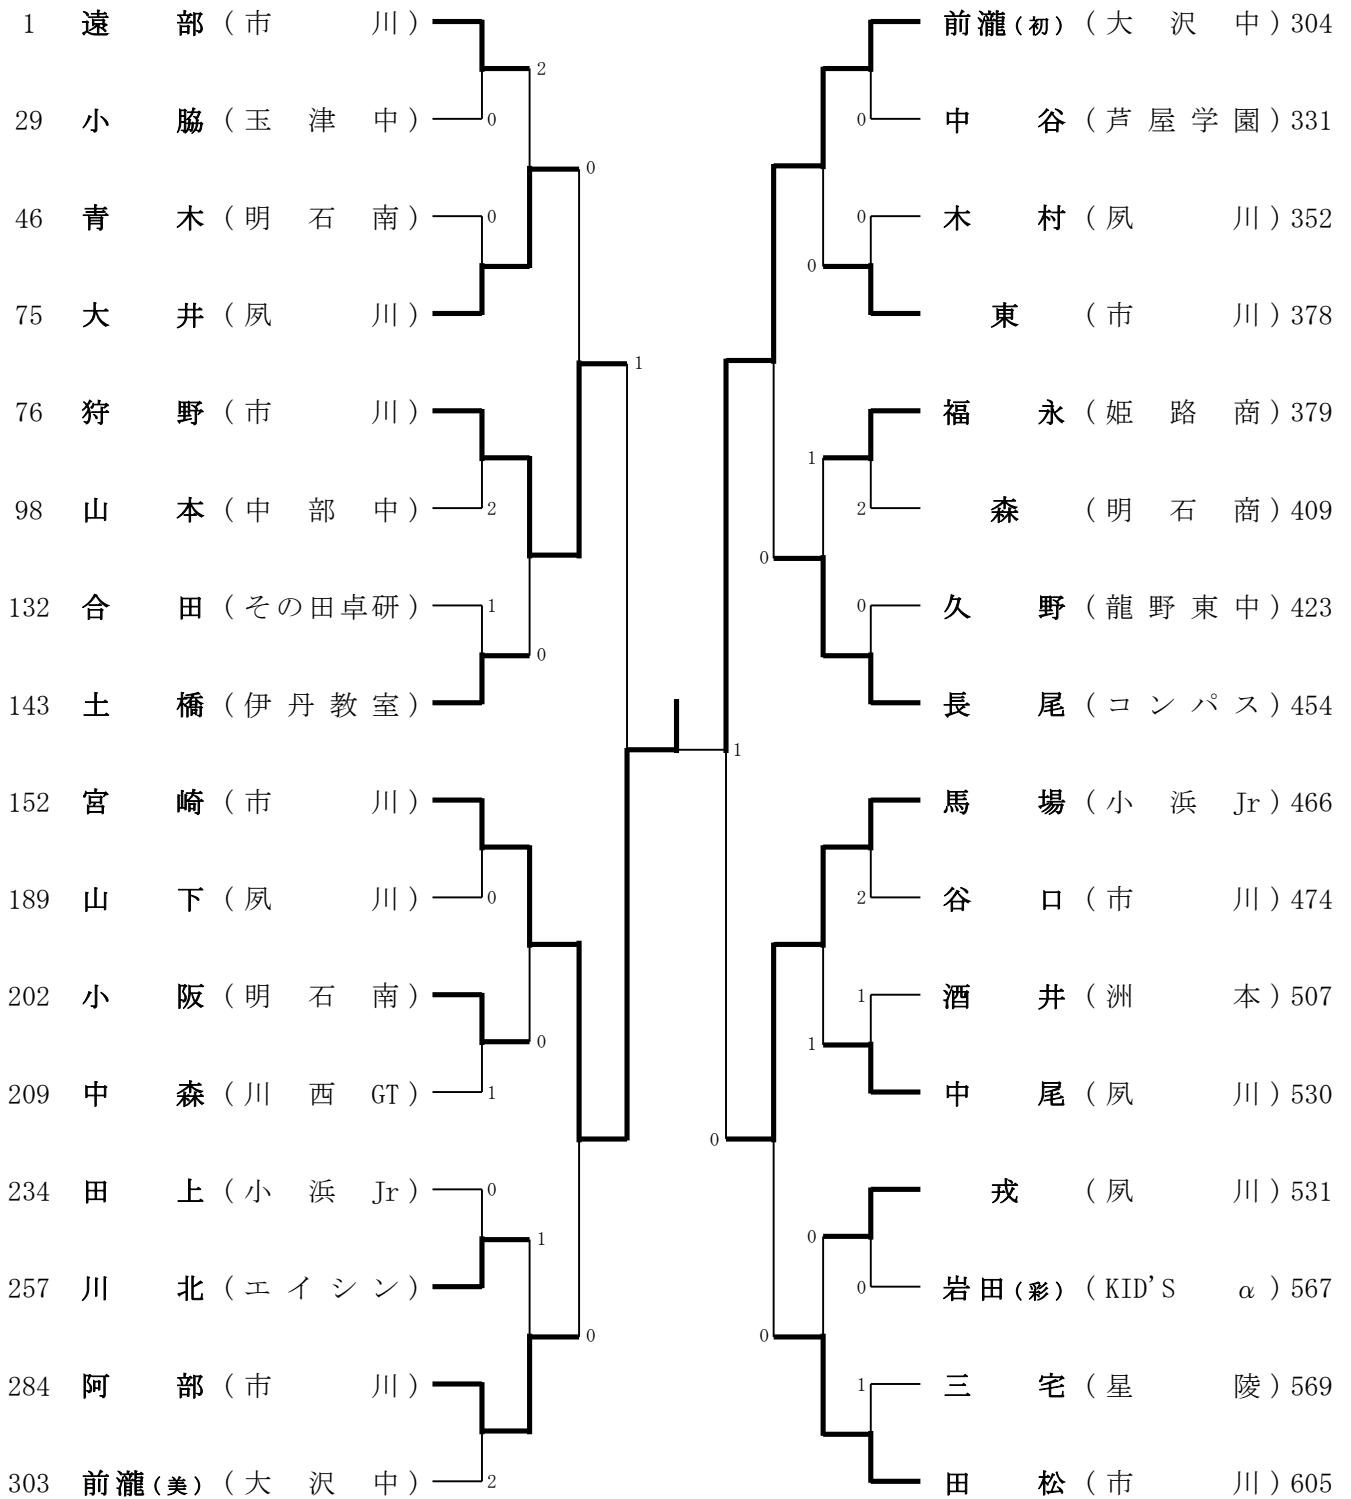 1 遠部（市川） 前瀧（初）（大沢中）304
2
29 小脇（玉津中） 0 0 中谷（芦屋学園）331
0
46 青木（明石南） 0 0 木村（夙川）352
0
75 大井（夙川） 東（市川）378
1
76 狩野（市川） 福永（姫路商）379
1
98 山本（中部中） 2 2 森（明石商）409
0
132 合田（その田卓研） 1 0 久野（龍野東中）423
0
143 土橋（伊丹教室） 長尾（コンパス）454
1
152 宮崎（市川） 馬場（小浜Jr）466
189 山下（夙川） 0 2 谷口（市川）474
202 小阪（明石南） 1 酒井（洲本）507
0 1
209 中森（川西GT） 1 中尾（夙川）530
0
234 田上（小浜Jr） 0 戎（夙川）531
1 0
257 川北（エイシン） 0 岩田（彩）（KID'S α）567
0 0
284 阿部（市川） 1 三宅（星陵）569
303 前瀧（美）（大沢中） 2 田松（市川）605